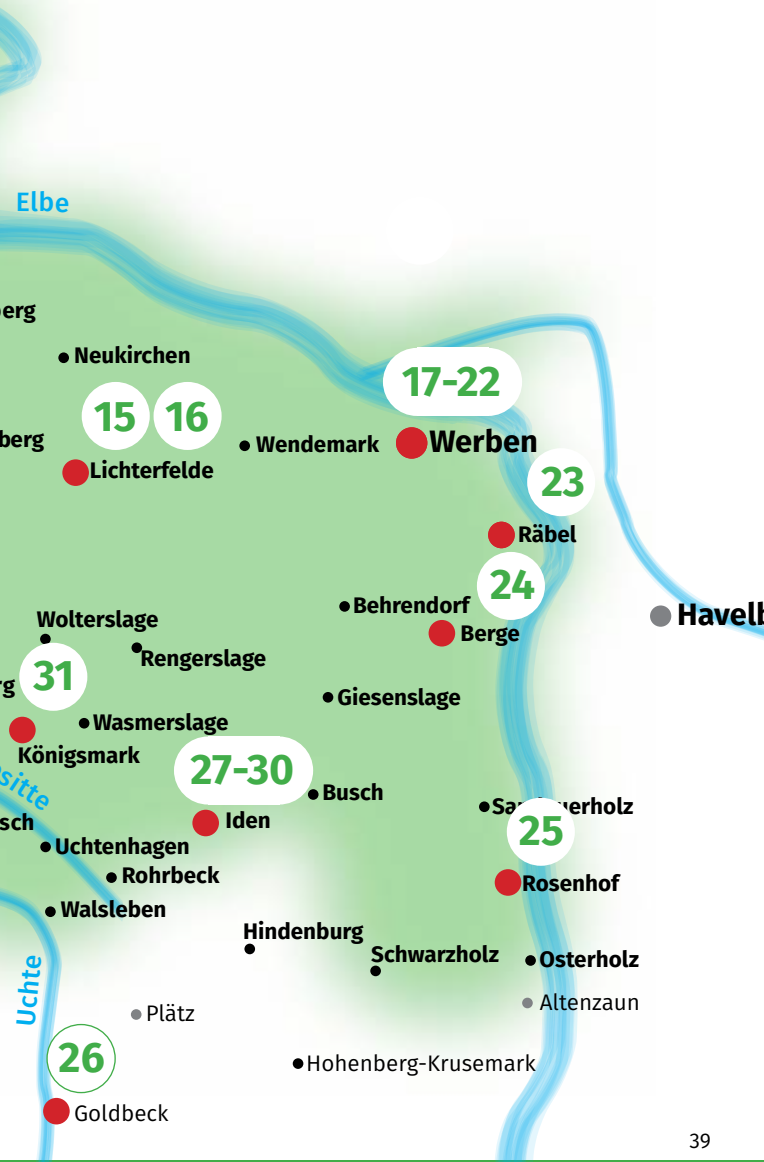 Elbe
erg
Neukirchen
17-22
15 16
berg
Wendemark
Werben
Lichterfelde
23
Räbel
24
Behrendorf
Havelb
Wolterslage
Berge
Rengerslage
31
rg
Giesenslage
Wasmerslage
Königsmark
27-30
sitte
Busch
Iden
sch
25
Uchtenhagen
Rohrbeck
Rosenhof
Walsleben
Hindenburg
Schwarzholz
Osterholz
Uchte
Altenzaun
Plätz
26
Hohenberg-Krusemark
Goldbeck
39